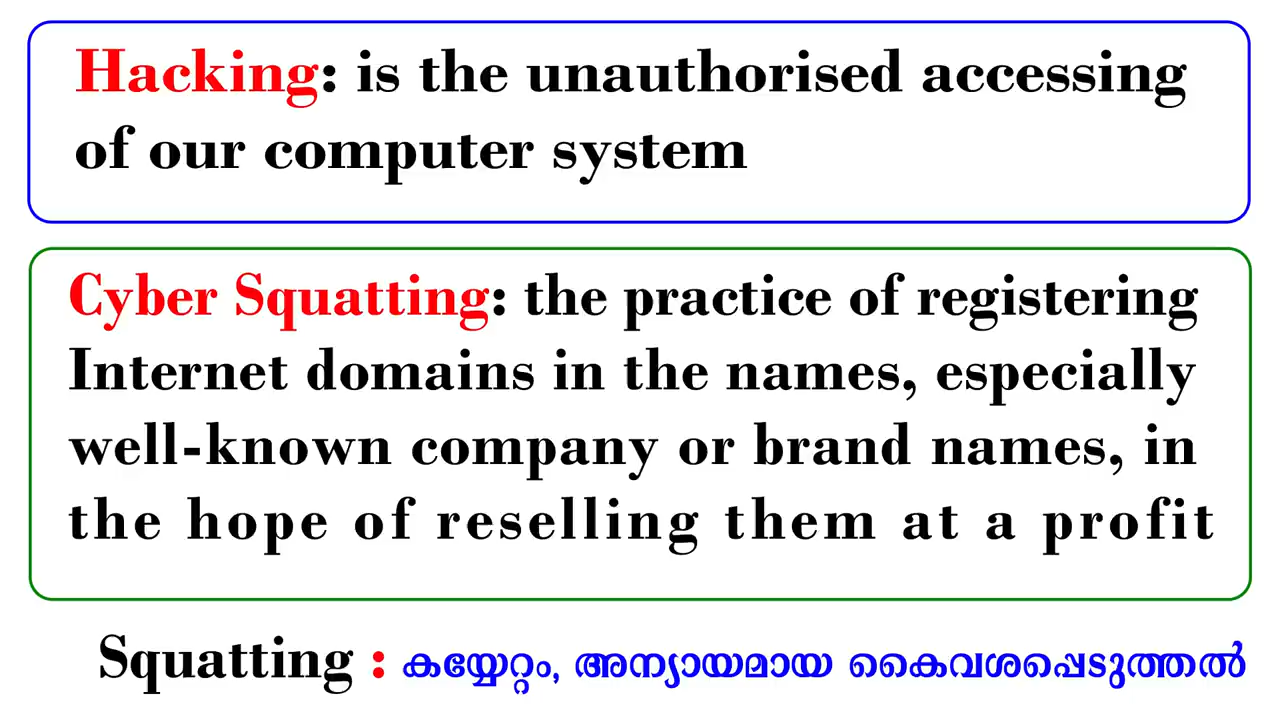 Hacking: is the unauthorised accessing
of our computer system
Cyber Squatting: the practice of registering
Internet domains in the names, especially
well-known company or brand names, in
the hope of reselling them at a profit
Squatting : കയ്യേറ്റം, അന്യായമായ കൈവശപ്പെടുത്തൽ